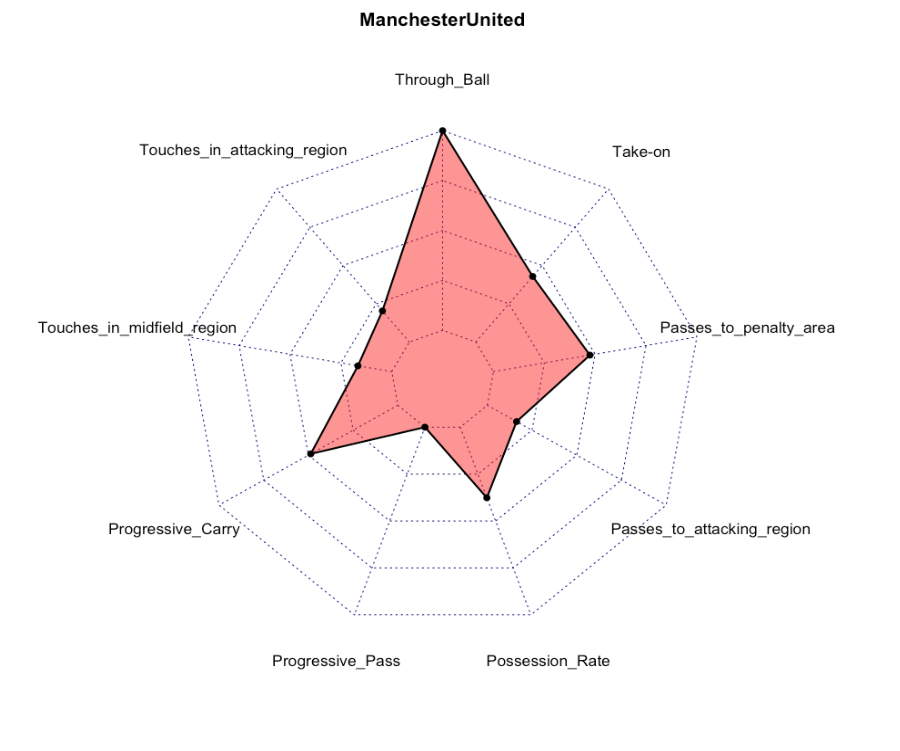 ManchesterUnited
Through_Ball
Touches_in_attacking_region
Take-on
Touches_in_midfield_region
Passes_to_penalty_area
Progressive_Carry
Passes_to_attacking_region
Progressive_Pass
Possession_Rate